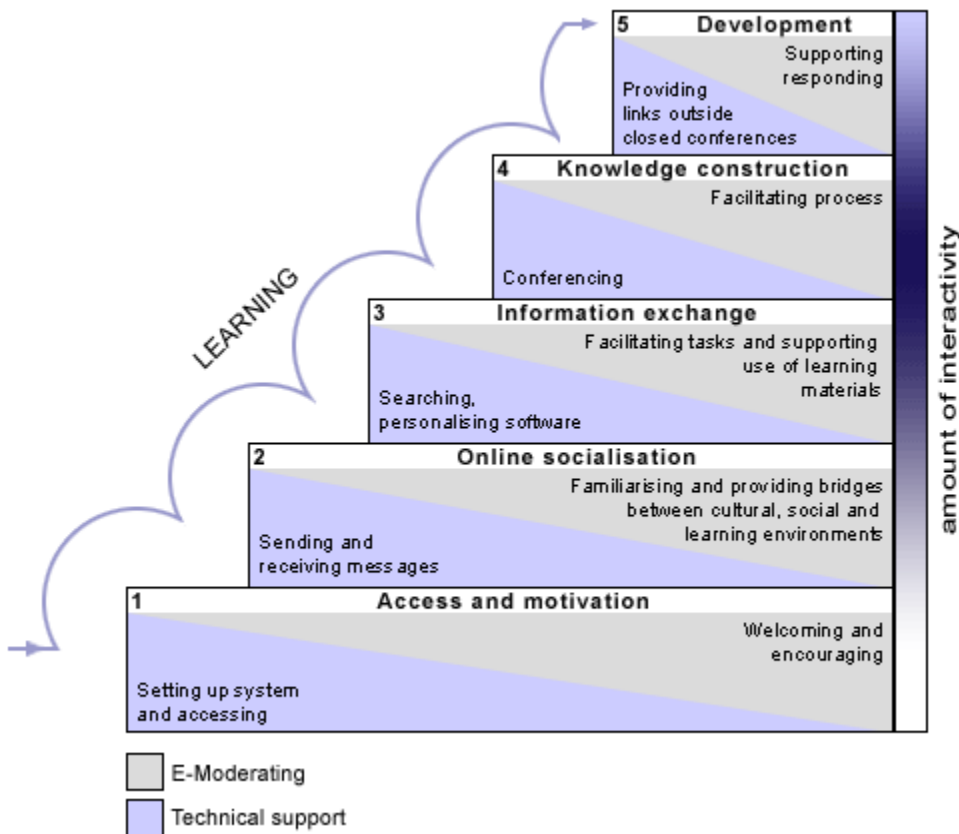 5 Development
Supporting
responding
Providing
links outside
closed conferences
4 Knowledge construction
Facilitating process
Conferencing
3 Information exchange
Facilitating tasks and supporting
use of learning
materials
Searching,
personalising software
2 Online socialisation
Familiarising and providing bridges
between cultural, social and
learning environments
Sending and
receiving messages
1 Access and motivation
Welcoming and
encouraging
Setting up system
and accessing
LEARNING
amount of interactivity
E-Moderating
Technical support